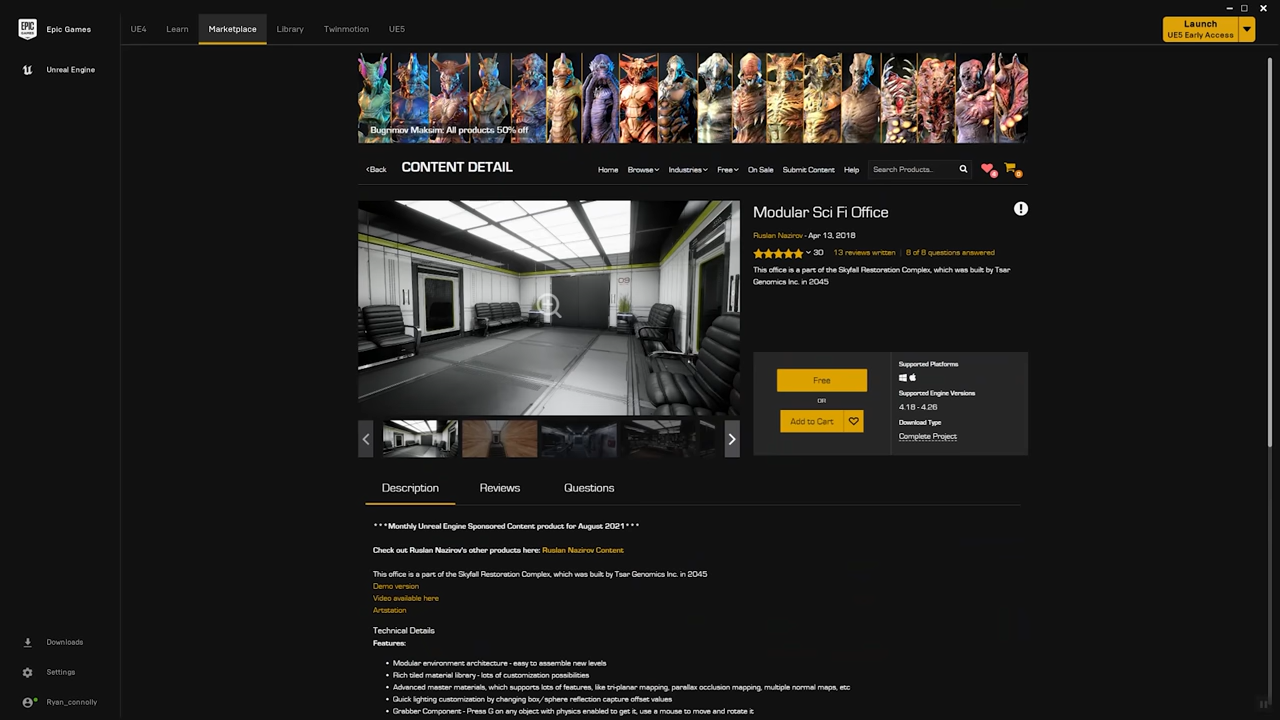 EPIC GAMES
Epic Games
UE4
Learn
Marketplace
Library
Twinmotion
UE5
Launch
UE5 Early Access
Unreal Engine
Bugrimov Maksim: All products 50% off
Back
CONTENT DETAIL
Home
Browse
Industries
Free
On Sale
Submit Content
Help
Search Products...
0
09
Modular Sci Fi Office
Ruslan Nazirov - Apr 13, 2018
30
13 reviews written | 8 of 8 questions answered
This office is a part of the Skyfall Restoration Complex, which was built by Tsar
Genomics Inc. in 2045
Free
OR
Add to Cart
Supported Platforms
Supported Engine Versions
4.18 - 4.26
Download Type
Complete Project
Description
Reviews
Questions
***Monthly Unreal Engine Sponsored Content product for August 2021***
Check out Ruslan Nazirov's other products here: Ruslan Nazirov Content
This office is a part of the Skyfall Restoration Complex, which was built by Tsar Genomics Inc. in 2045
Demo version
Video available here
Artstation
Technical Details
Features:
• Modular environment architecture - easy to assemble new levels
• Rich tiled material library - lots of customization possibilities
• Advanced master materials, which supports lots of features, like tri-planar mapping, parallax occlusion mapping, multiple normal maps, etc
• Quick lighting customization by changing box/sphere reflection capture offset values
• Grabber Component - Press G on any object with physics enabled to get it, use a mouse to move and rotate it
Downloads
Settings
Ryan_connolly